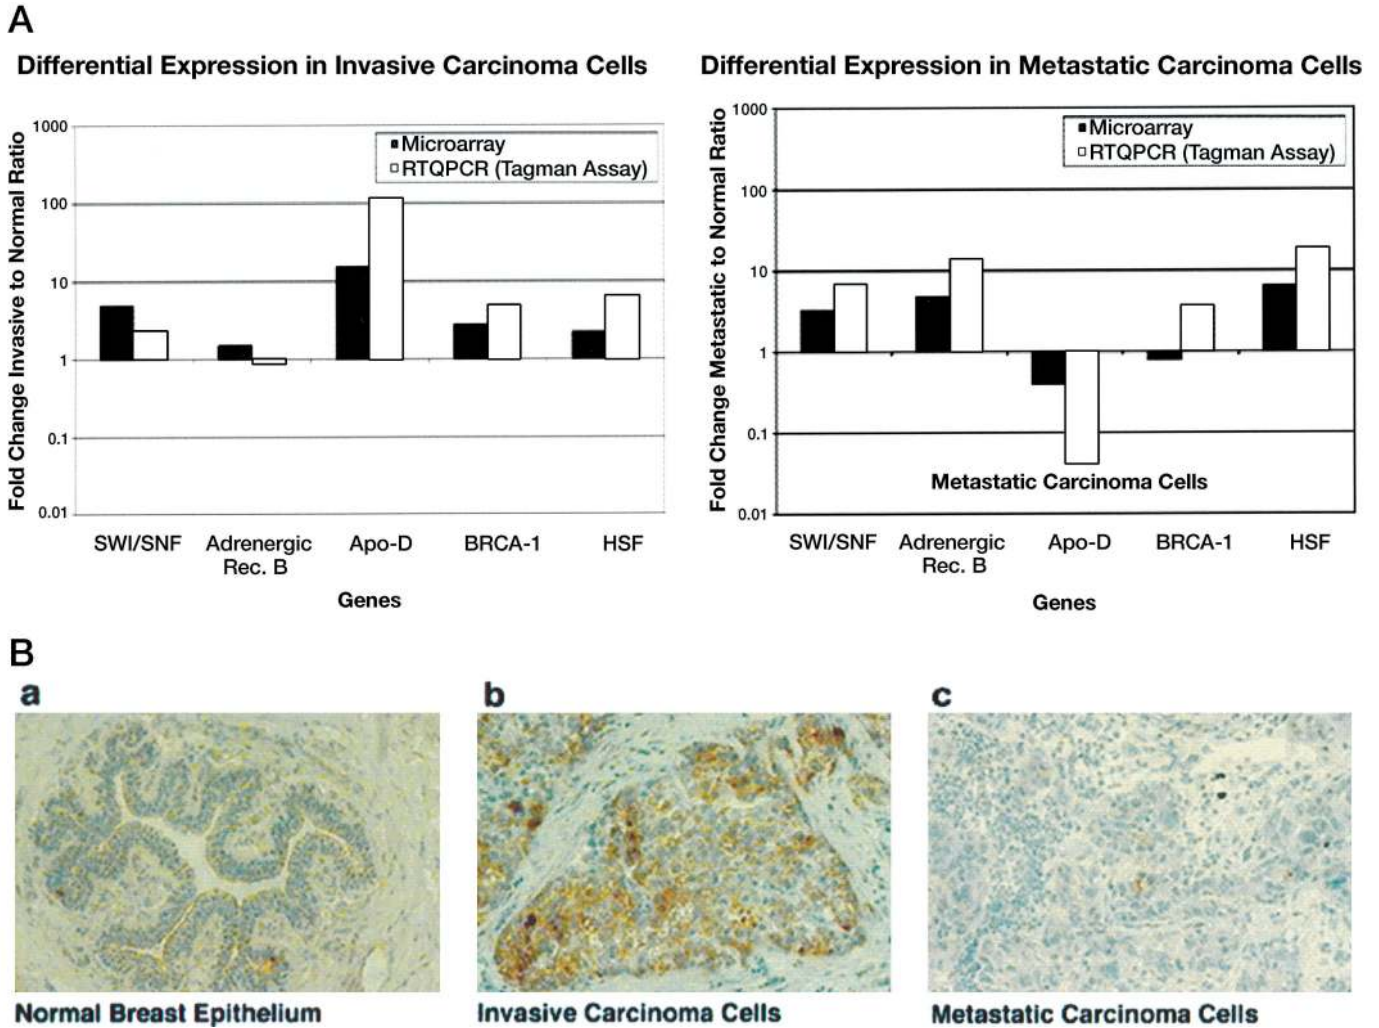 A
Differential Expression in Invasive Carcinoma Cells
Fold Change Invasive to Normal Ratio
1000
100
10
1
0.1
0.01
Microarray
RTQPCR (Tagman Assay)
SWI/SNF
Adrenergic
Rec. B
Apo-D
BRCA-1
HSF
Genes
Differential Expression in Metastatic Carcinoma Cells
Fold Change Metastatic to Normal Ratio
1000
100
10
1
0.1
0.01
Microarray
RTQPCR (Tagman Assay)
Metastatic Carcinoma Cells
SWI/SNF
Adrenergic
Rec. B
Apo-D
BRCA-1
HSF
Genes
B
a
Normal Breast Epithelium
b
Invasive Carcinoma Cells
c
Metastatic Carcinoma Cells